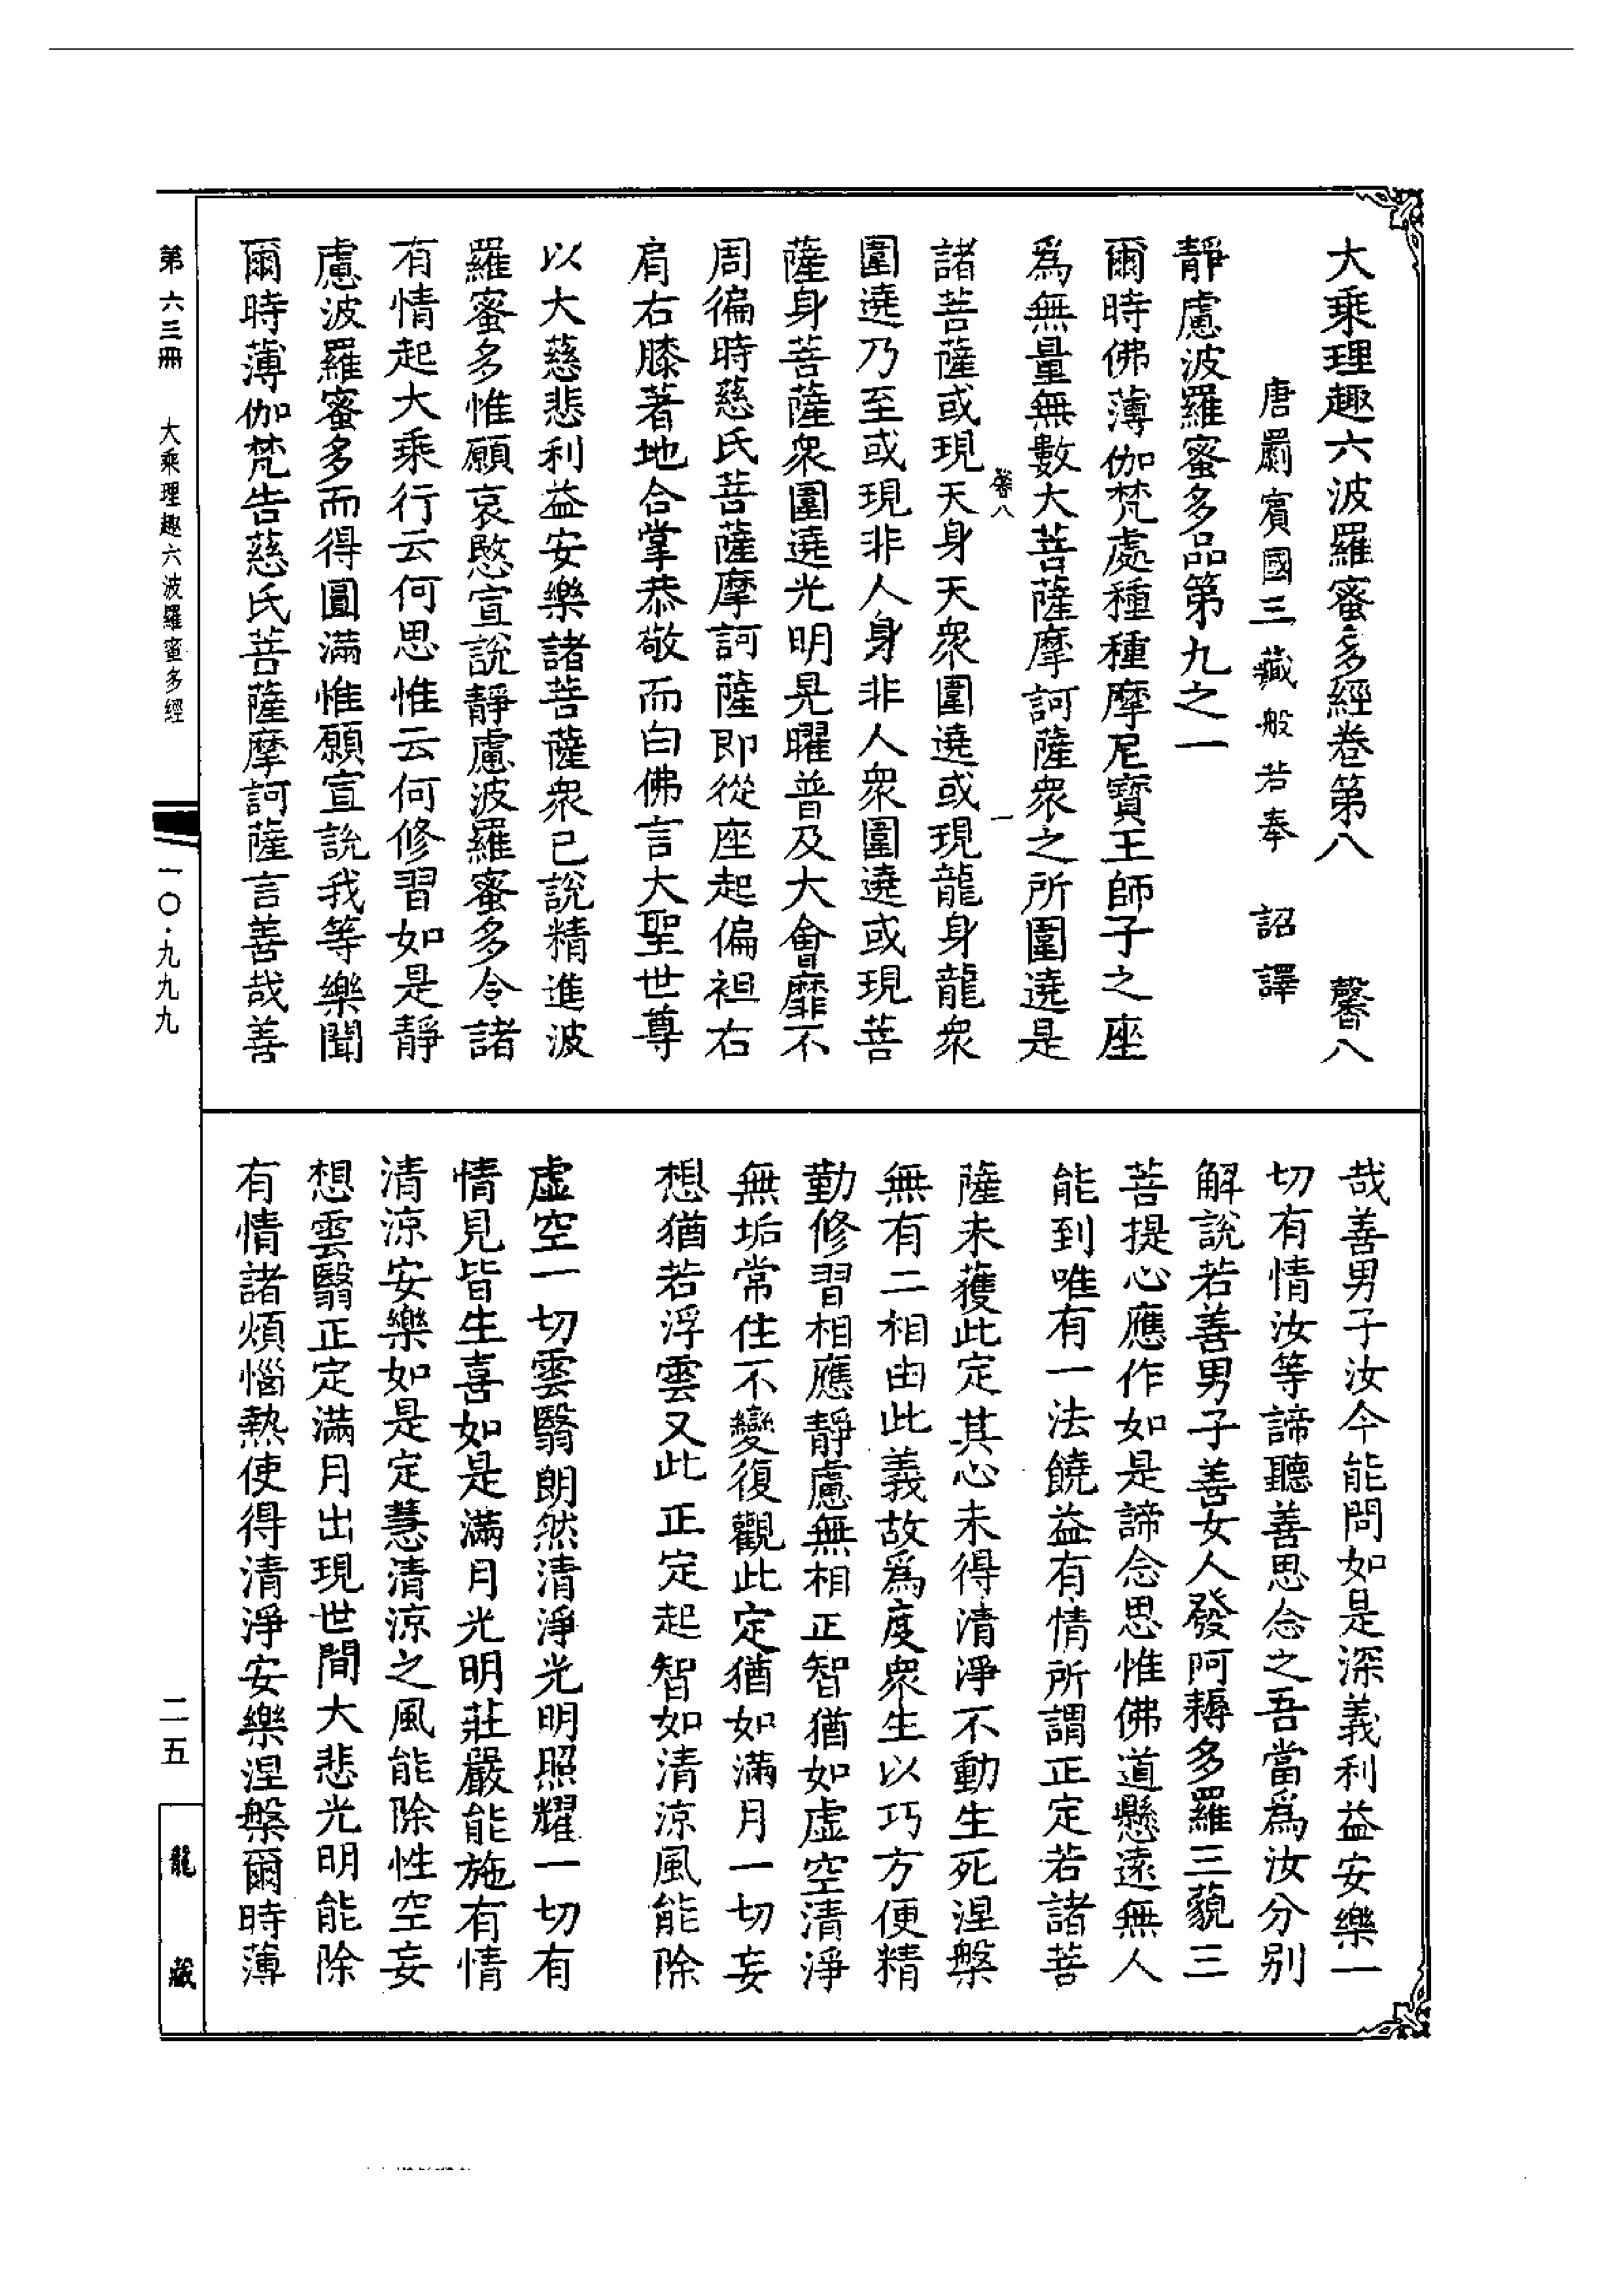 大乘理趣六波羅蜜多經卷第八　馨八
唐罽賓國三藏般若奉　詔譯
靜慮波羅蜜多品第九之一
爾時佛薄伽梵處種種摩尼寶王師子之座
爲無量無數大菩薩摩訶薩衆之所圍遶是
馨八　一
諸菩薩或現天身天衆圍遶或現龍身龍衆
圍遶乃至或現非人身非人衆圍遶或現菩
薩身菩薩衆圍遶光明晃曜普及大會靡不
周徧時慈氏菩薩摩訶薩即從座起偏袒右
肩右膝著地合掌恭敬而白佛言大聖世尊
以大慈悲利益安樂諸菩薩衆已說精進波
羅蜜多惟願哀愍宣說靜慮波羅蜜多令諸
有情起大乘行云何思惟云何修習如是靜
慮波羅蜜多而得圓滿惟願宣說我等樂聞
爾時薄伽梵告慈氏菩薩摩訶薩言善哉善
哉善男子汝今能問如是深義利益安樂一
切有情汝等諦聽善思念之吾當爲汝分別
解說若善男子善女人發阿耨多羅三藐三
菩提心應作如是諦念思惟佛道懸遠無人
能到唯有一法饒益有情所謂正定若諸菩
薩未獲此定其心未得清淨不動生死涅槃
無有二相由此義故爲度衆生以巧方便精
勤修習相應靜慮無相正智猶如虛空清淨
無垢常住不變復觀此定猶如滿月一切妄
想猶若浮雲又此正定起智如清涼風能除
虛空一切雲翳朗然清淨光明照耀一切有
情見皆生喜如是滿月光明莊嚴能施有情
清涼安樂如是定慧清涼之風能除性空妄
想雲翳正定滿月出現世間大悲光明能除
有情諸煩惱熱使得清淨安樂涅槃爾時薄
第六三冊　大乘理趣六波羅蜜多經
一〇·九九九
二五
龍藏